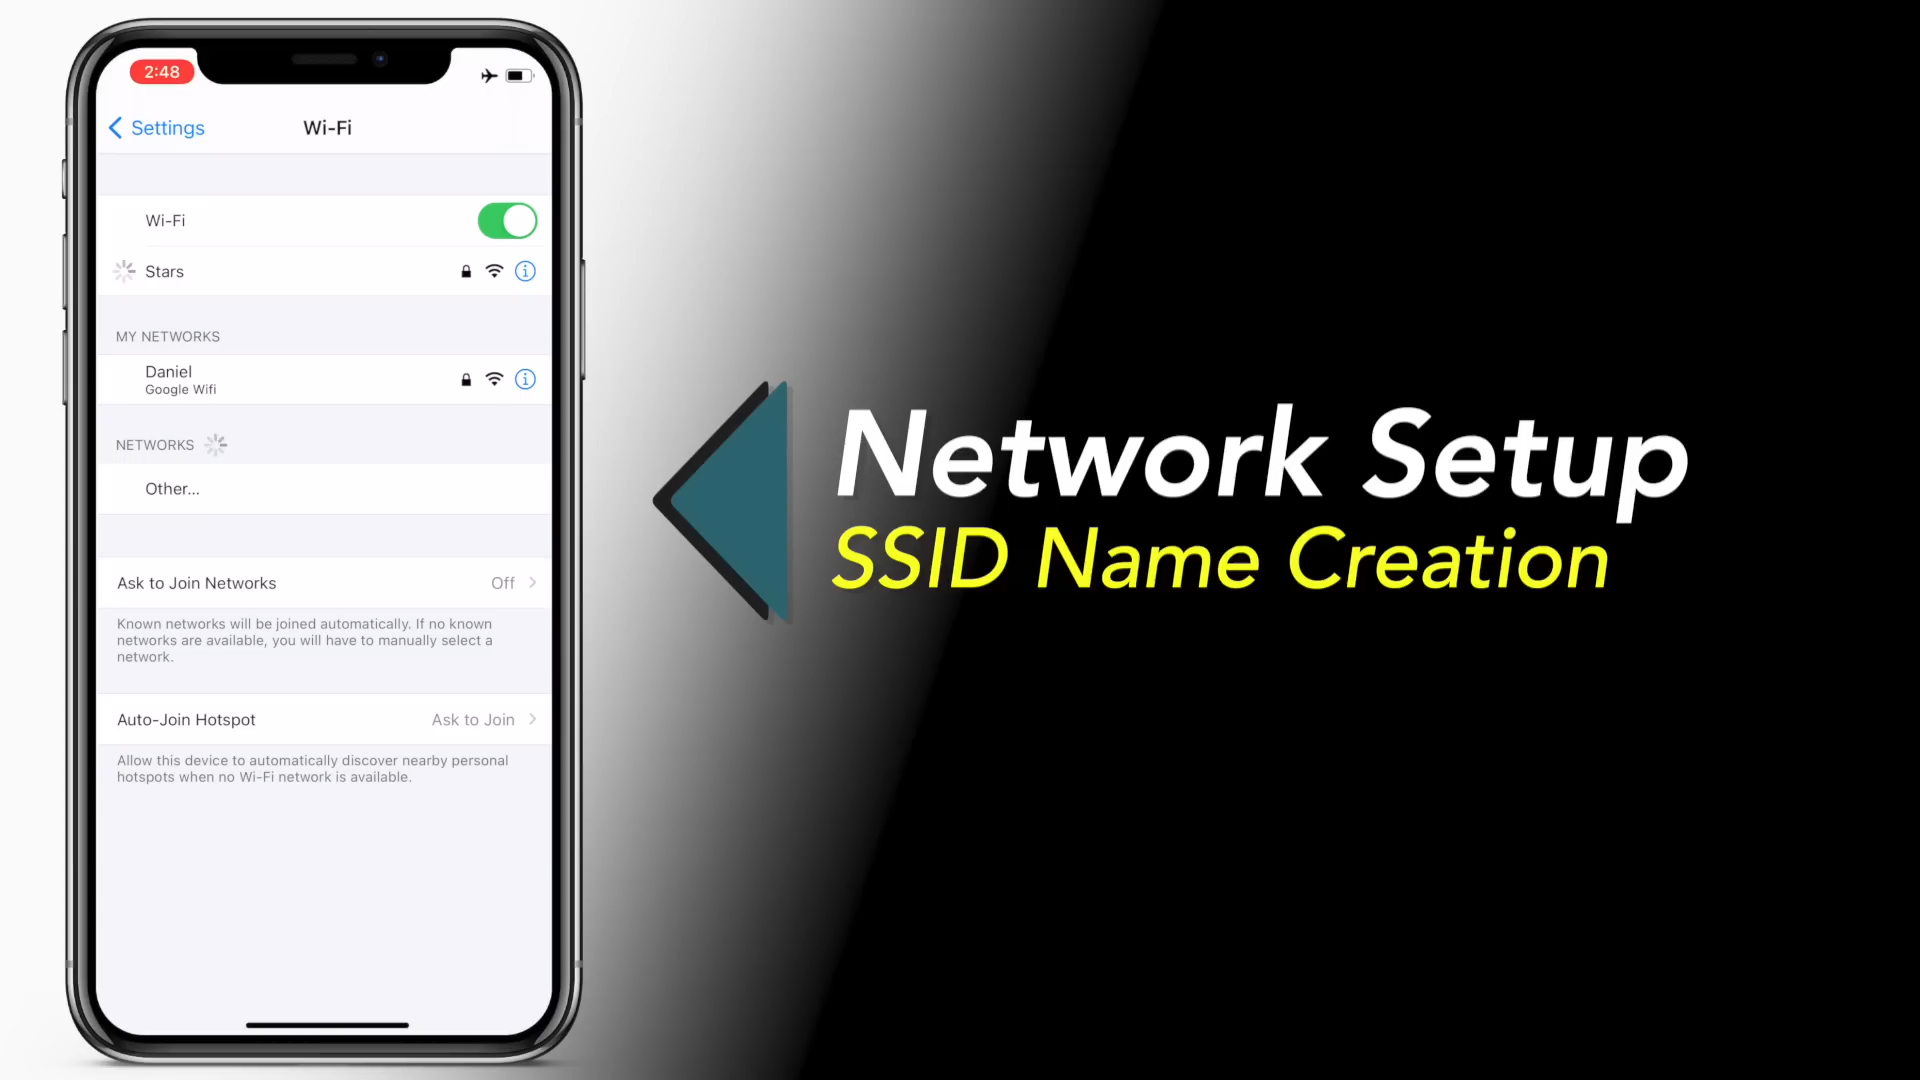 2:48
Settings
Wi-Fi
Wi-Fi
Stars
MY NETWORKS
Daniel
Google Wifi
NETWORKS
Other...
Ask to Join Networks Off
Known networks will be joined automatically. If no known
networks are available, you will have to manually select a
network.
Auto-Join Hotspot Ask to Join
Allow this device to automatically discover nearby personal
hotspots when no Wi-Fi network is available.
Network Setup
SSID Name Creation